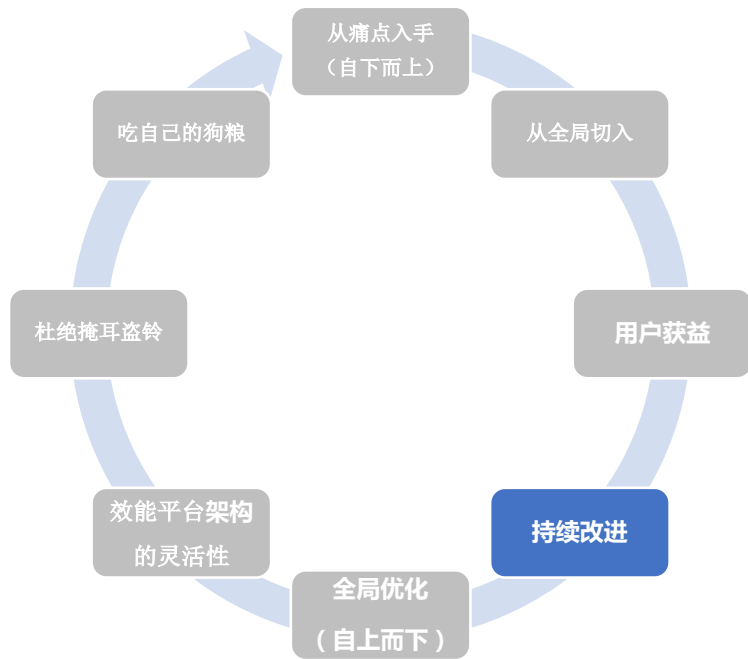 从痛点入手
（自下而上）
从全局切入
用户获益
持续改进
全局优化
（自上而下）
效能平台架构
的灵活性
杜绝掩耳盗铃
吃自己的狗粮